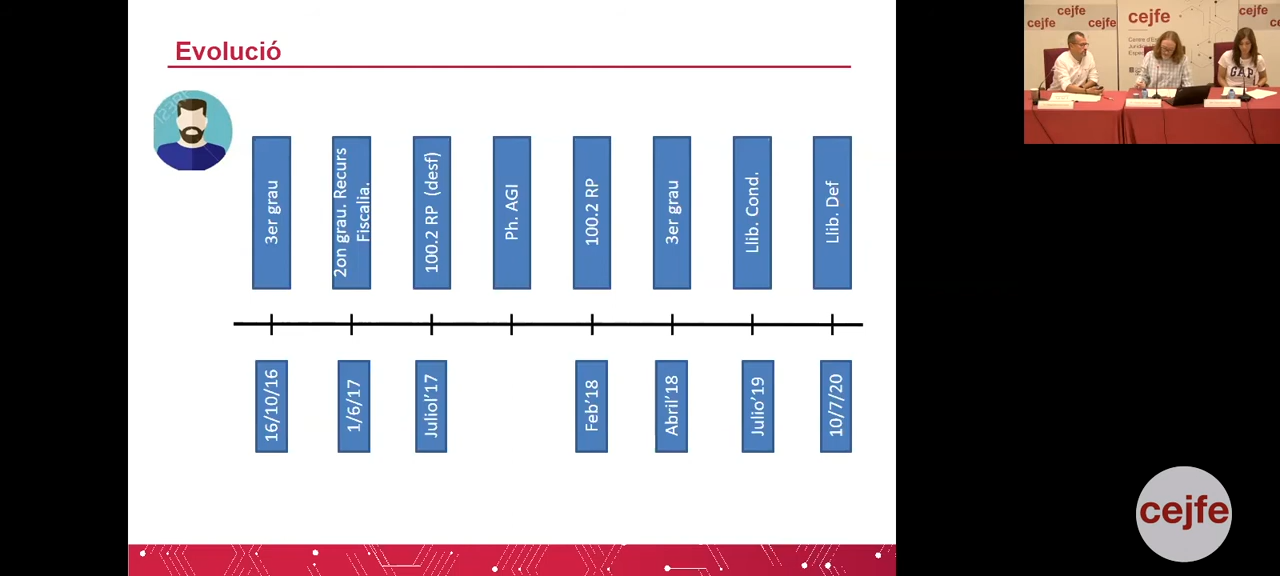 Evolució
3er grau
2on grau. Recurs
Fiscalia.
100.2 RP (desf)
Ph. AGI
100.2 RP
3er grau
Llib. Cond.
Llib. Def
16/10/16
1/6/17
Juliol'17
Feb'18
Abril'18
Julio'19
10/7/20
cejfe
cejfe
cejfe
cejfe
cejfe
GAP
cejfe